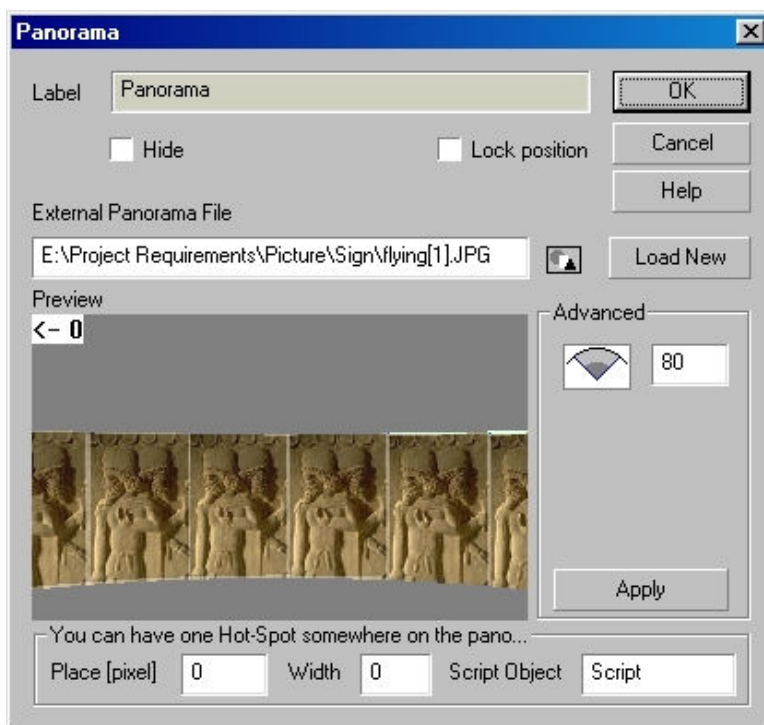 Panorama
Label Panorama OK
Hide Lock position Cancel
Help
External Panorama File
E:\Project Requirements\Picture\Sign\flying[1].JPG Load New
Preview Advanced
<- 0
80
Apply
You can have one Hot-Spot somewhere on the pano...
Place [pixel] 0 Width 0 Script Object Script